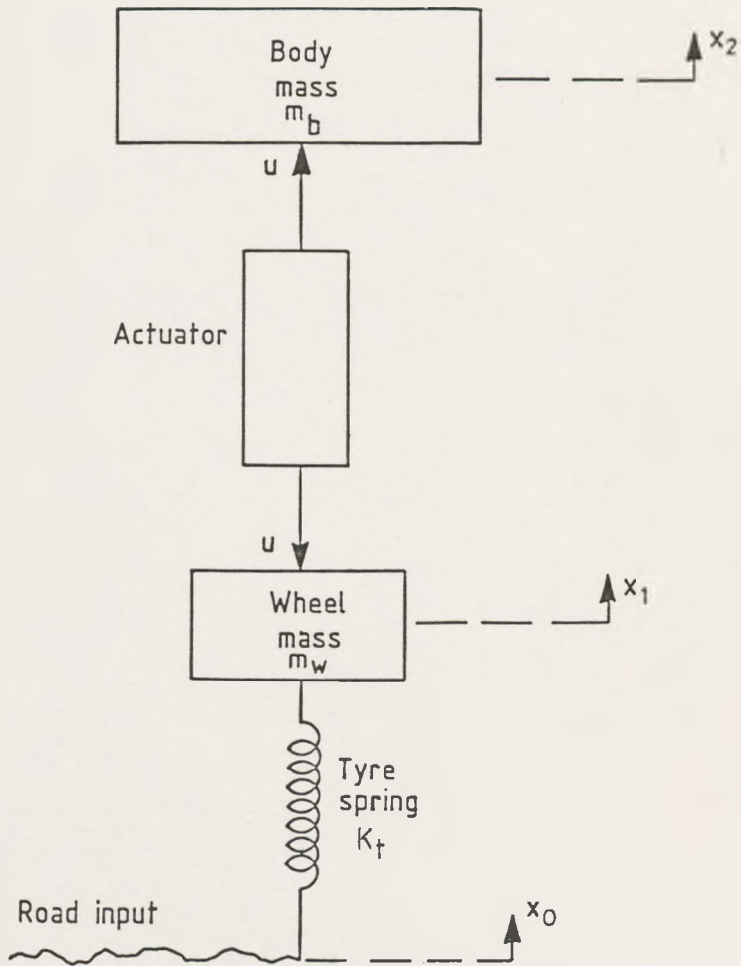 Body
mass
m_b
x_2
u
Actuator
u
Wheel
mass
m_w
x_1
Tyre
spring
K_t
Road input
x_0